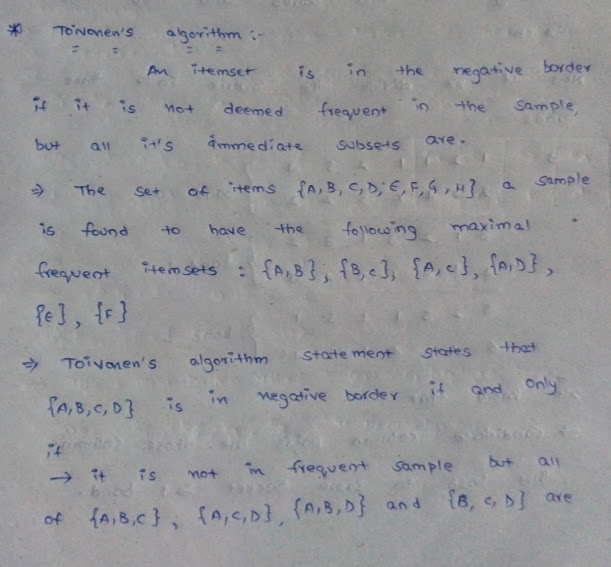 * Toivonen's algorithm :-
An itemset is in the negative border
if it is not deemed frequent in the sample,
but all it's immediate subsets are.
⇒ The set of items {A, B, C, D, E, F, G, H} a sample
is found to have the following maximal
frequent itemsets : {A,B}, {B,C}, {A,C}, {A,D},
{E}, {F}
⇒ Toivonen's algorithm statement states that
{A,B,C,D} is in negative border if and only
if
→ it is not in frequent sample but all
of {A,B,C}, {A,C,D}, {A,B,D} and {B,C,D} are